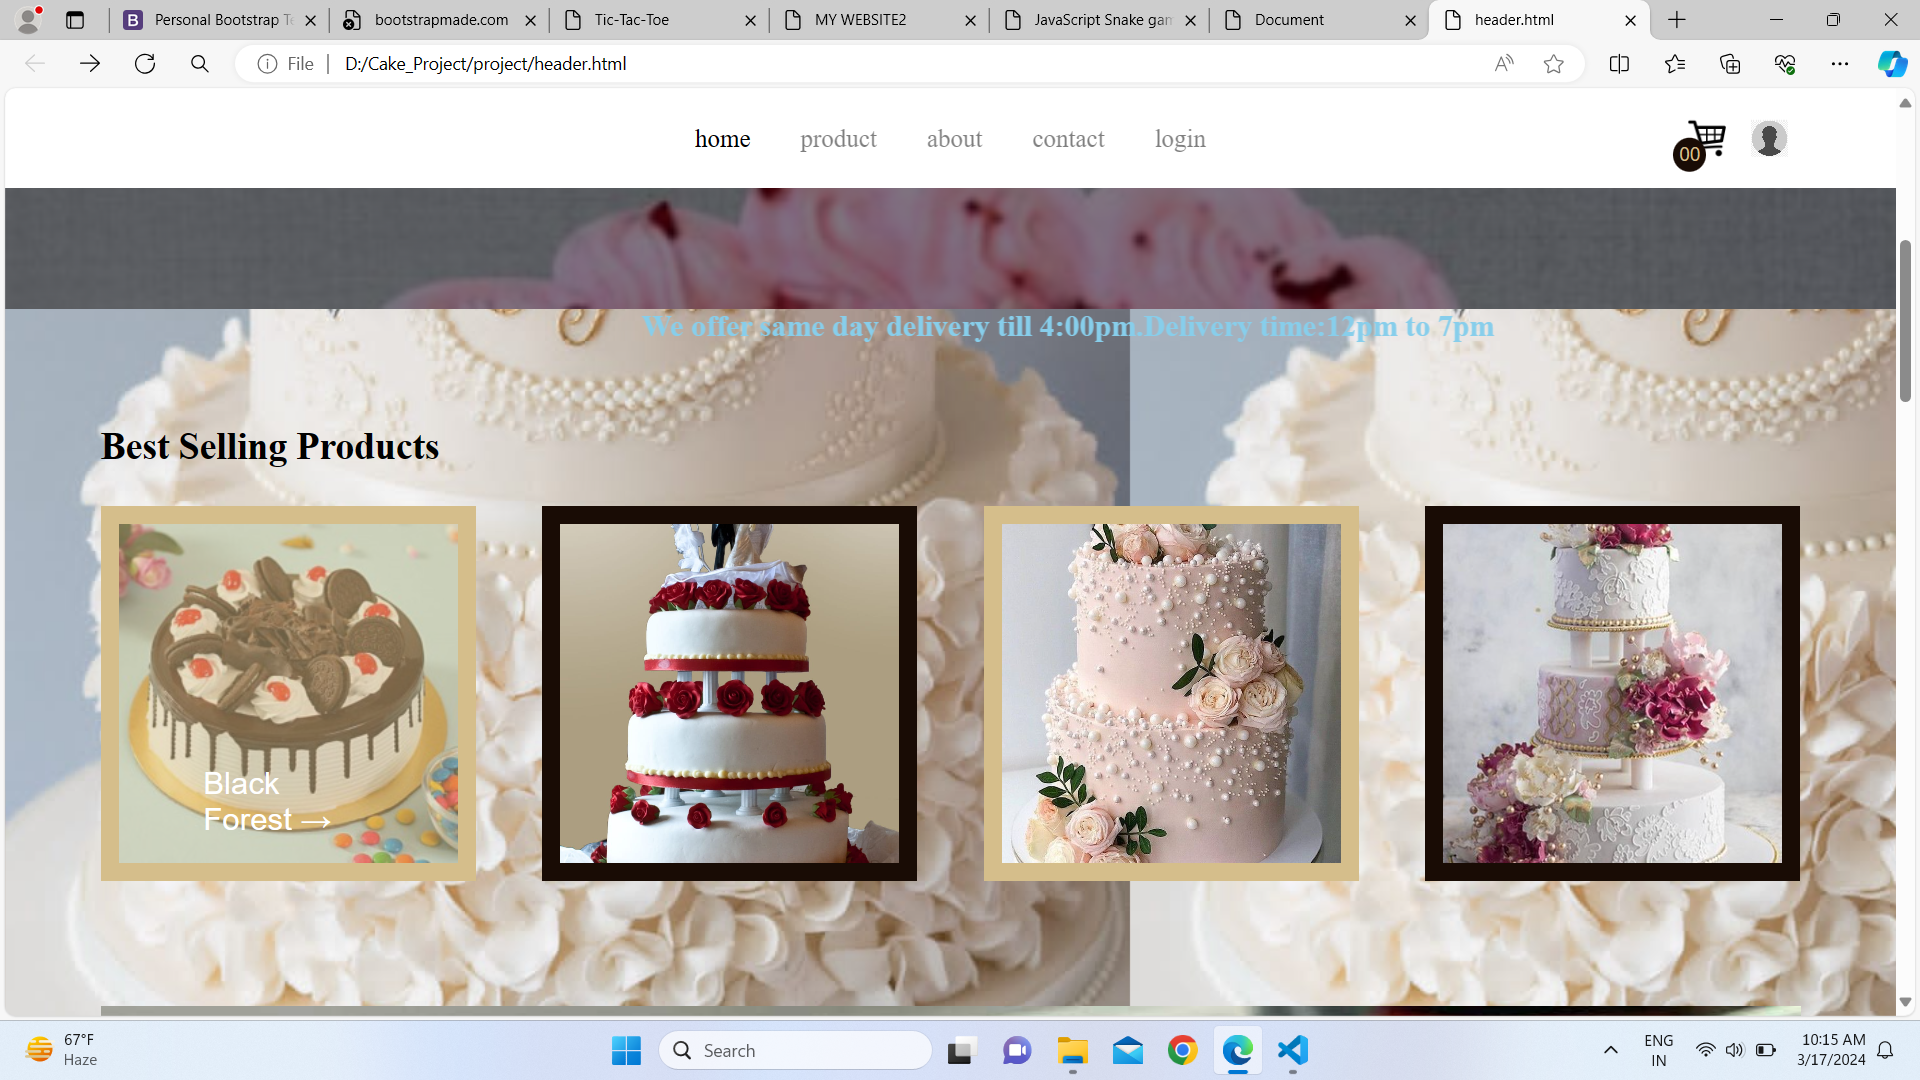 Personal Bootstrap Te
bootstrapmade.com
Tic-Tac-Toe
MY WEBSITE2
JavaScript Snake gam
Document
header.html
File
D:/Cake_Project/project/header.html
home
product
about
contact
login
00
We offer same day delivery till 4:00pm.Delivery time:12pm to 7pm
Best Selling Products
Black
Forest →
67°F
Haze
Search
ENG
IN
10:15 AM
3/17/2024